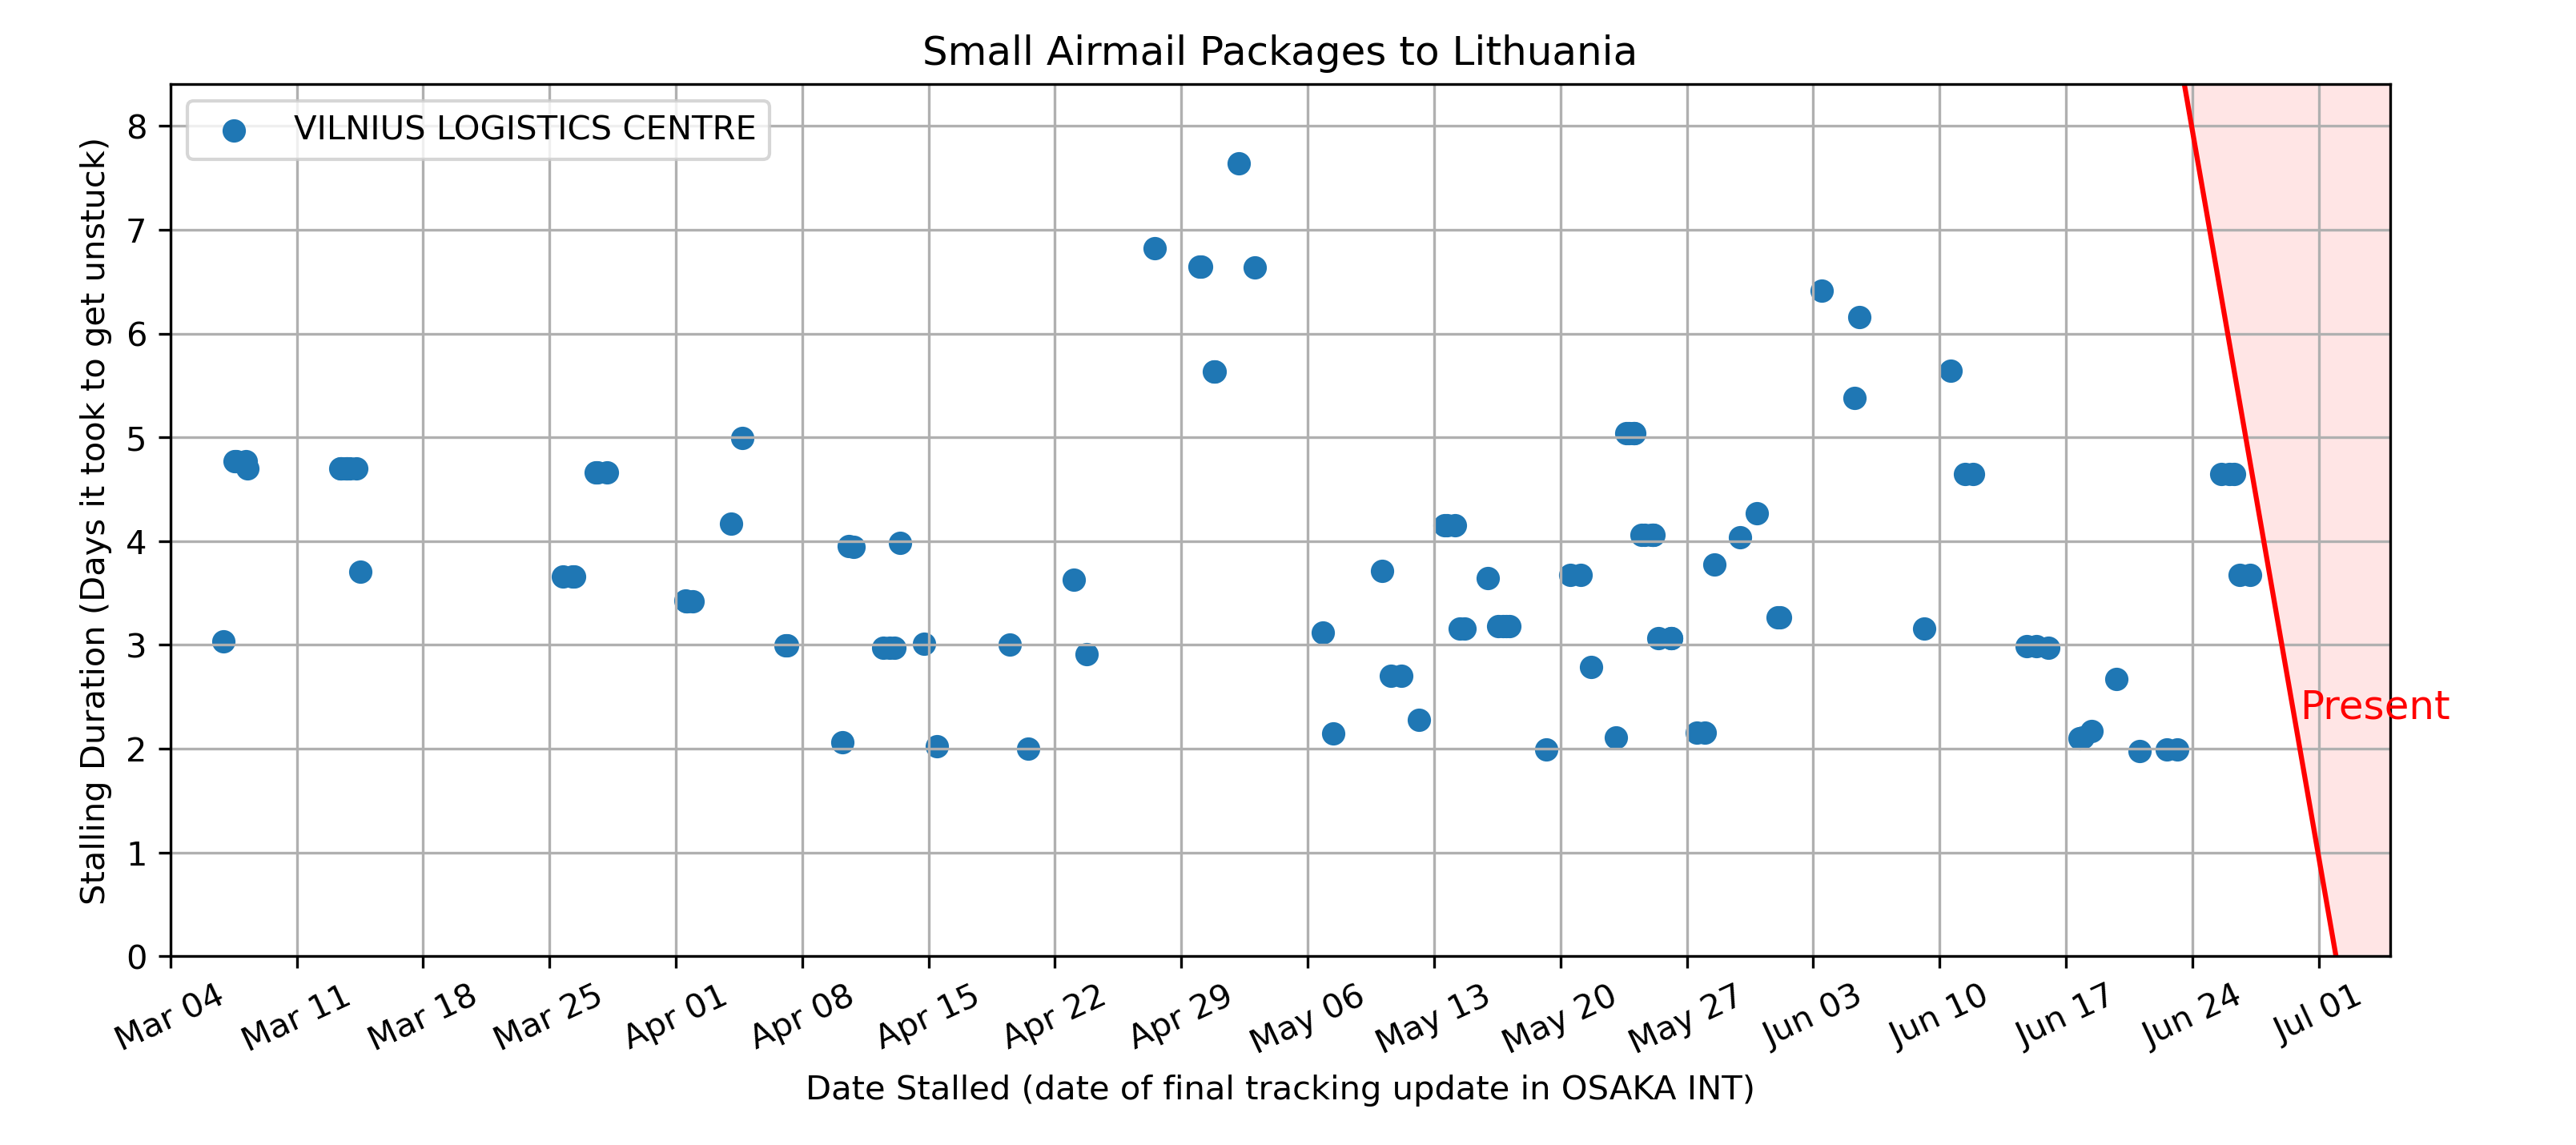 Small Airmail Packages to Lithuania
VILNIUS LOGISTICS CENTRE
Stalling Duration (Days it took to get unstuck)
8
7
6
5
4
3
2
1
0
Present
Mar 04
Mar 11
Mar 18
Mar 25
Apr 01
Apr 08
Apr 15
Apr 22
Apr 29
May 06
May 13
May 20
May 27
Jun 03
Jun 10
Jun 17
Jun 24
Jul 01
Date Stalled (date of final tracking update in OSAKA INT)